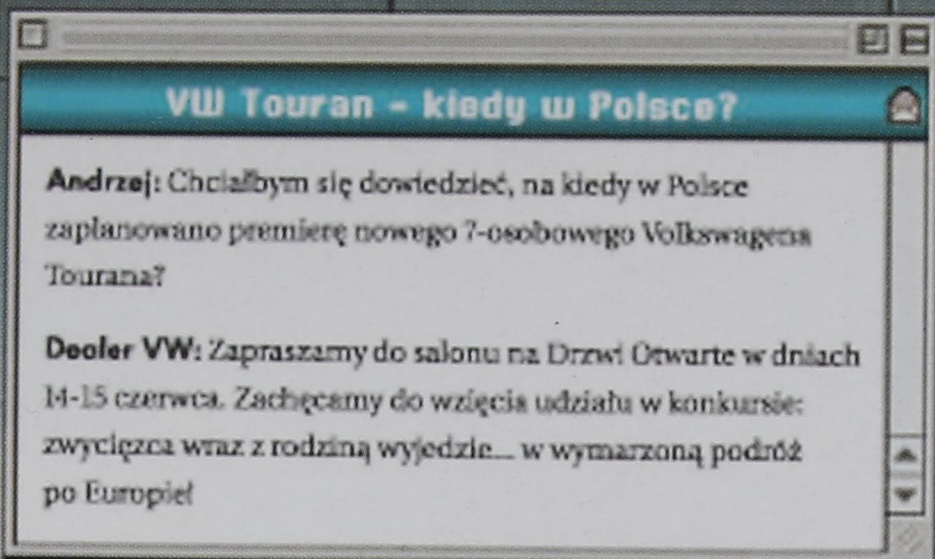 VW Touran - kiedy w Polsce?
Andrzej: Chciałbym się dowiedzieć, na kiedy w Polsce
zaplanowano premierę nowego 7-osobowego Volkswagena
Tourana?
Dealer VW: Zapraszamy do salonu na Drzwi Otwarte w dniach
14-15 czerwca. Zachęcamy do wzięcia udziału w konkursie:
zwycięzca wraz z rodziną wyjedzie... w wymarzoną podróż
po Europie!